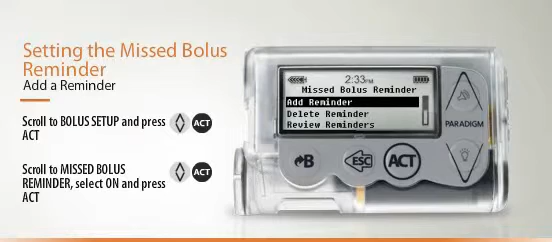 Setting the Missed Bolus
Reminder
Add a Reminder
Scroll to BOLUS SETUP and press
ACT
ACT
Scroll to MISSED BOLUS
REMINDER, select ON and press
ACT
ACT
2:33PM
Missed Bolus Reminder
Add Reminder
Delete Reminder
Review Reminders
PARADIGM
B
ESC
ACT